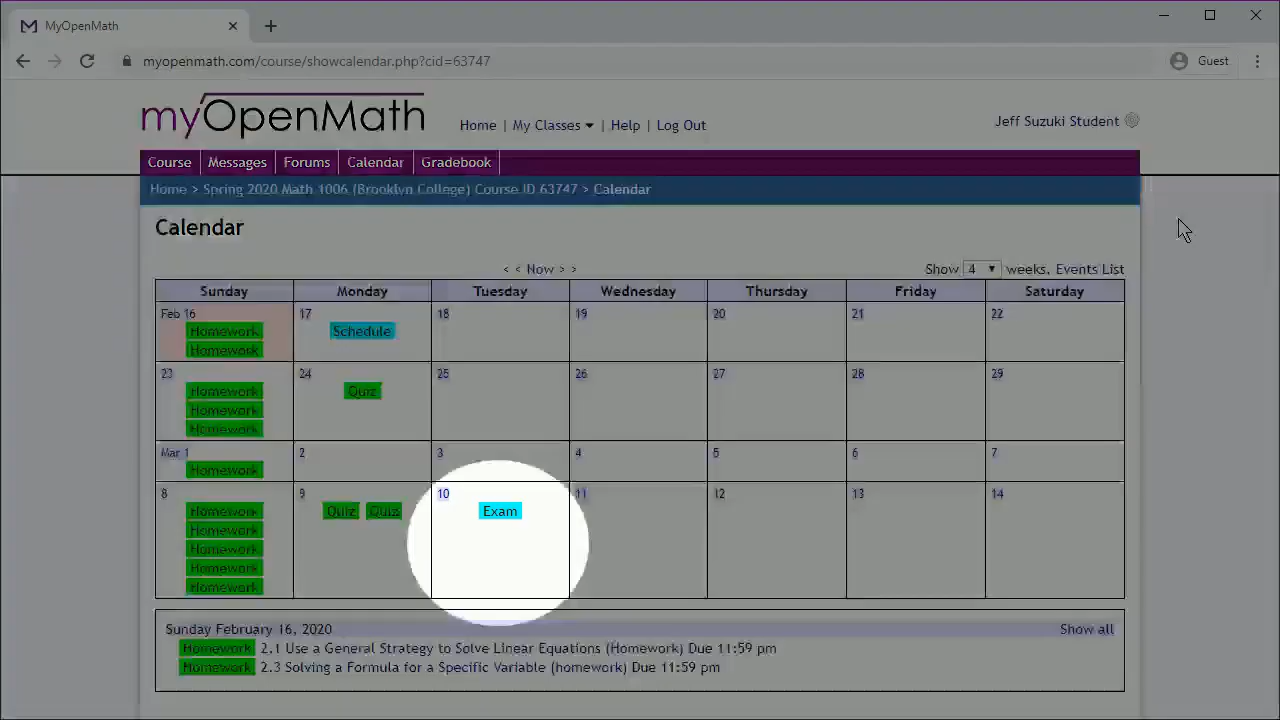 MyOpenMath
myopenmath.com/course/showcalendar.php?cid=63747
Guest
myOpenMath
Home | My Classes | Help | Log Out
Jeff Suzuki Student
Course Messages Forums Calendar Gradebook
Home > Spring 2020 Math 1006 (Brooklyn College) Course ID 63747 > Calendar
Calendar
< < Now > >
Show 4 weeks. Events List
Sunday Monday Tuesday Wednesday Thursday Friday Saturday
Feb 16 17 18 19 20 21 22
Homework Schedule
Homework
23 24 25 26 27 28 29
Homework Quiz
Homework
Homework
Mar 1 2 3 4 5 6 7
Homework
8 9 10 11 12 13 14
Homework Quiz Quiz Exam
Homework
Homework
Homework
Homework
Sunday February 16, 2020 Show all
Homework 2.1 Use a General Strategy to Solve Linear Equations (Homework) Due 11:59 pm
Homework 2.3 Solving a Formula for a Specific Variable (homework) Due 11:59 pm